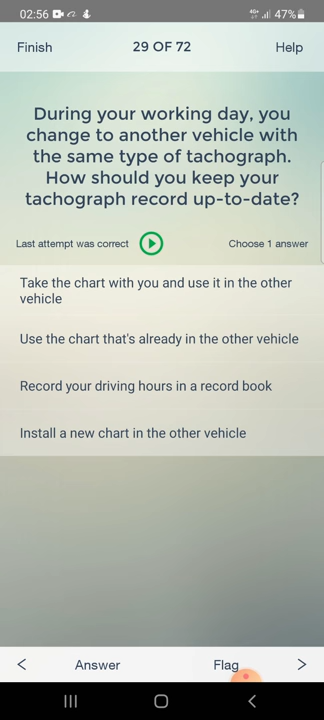 02:56 4G+ 47%
Finish 29 OF 72 Help
During your working day, you
change to another vehicle with
the same type of tachograph.
How should you keep your
tachograph record up-to-date?
Last attempt was correct Choose 1 answer
Take the chart with you and use it in the other
vehicle
Use the chart that's already in the other vehicle
Record your driving hours in a record book
Install a new chart in the other vehicle
< Answer Flag >